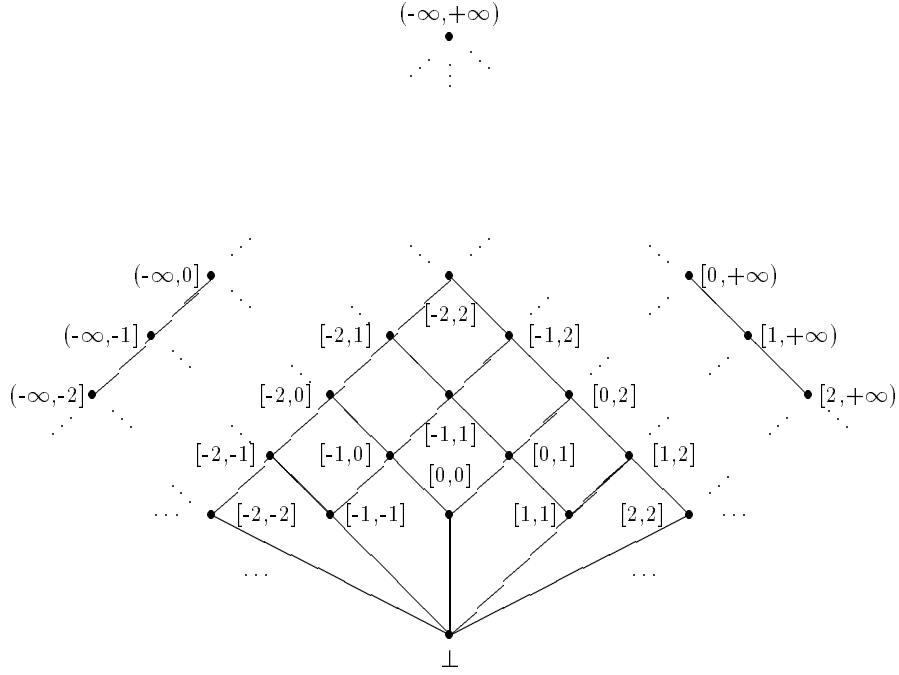 (-∞,+∞)
(-∞,0] [0,+∞)
[-2,2]
(-∞,-1] [-2,1] [-1,2] [1,+∞)
(-∞,-2] [-2,0] [0,2] [2,+∞)
[-1,1]
[-2,-1] [-1,0] [0,1] [1,2]
[0,0]
... [-2,-2] [-1,-1] [1,1] [2,2] ...
... ...
⊥